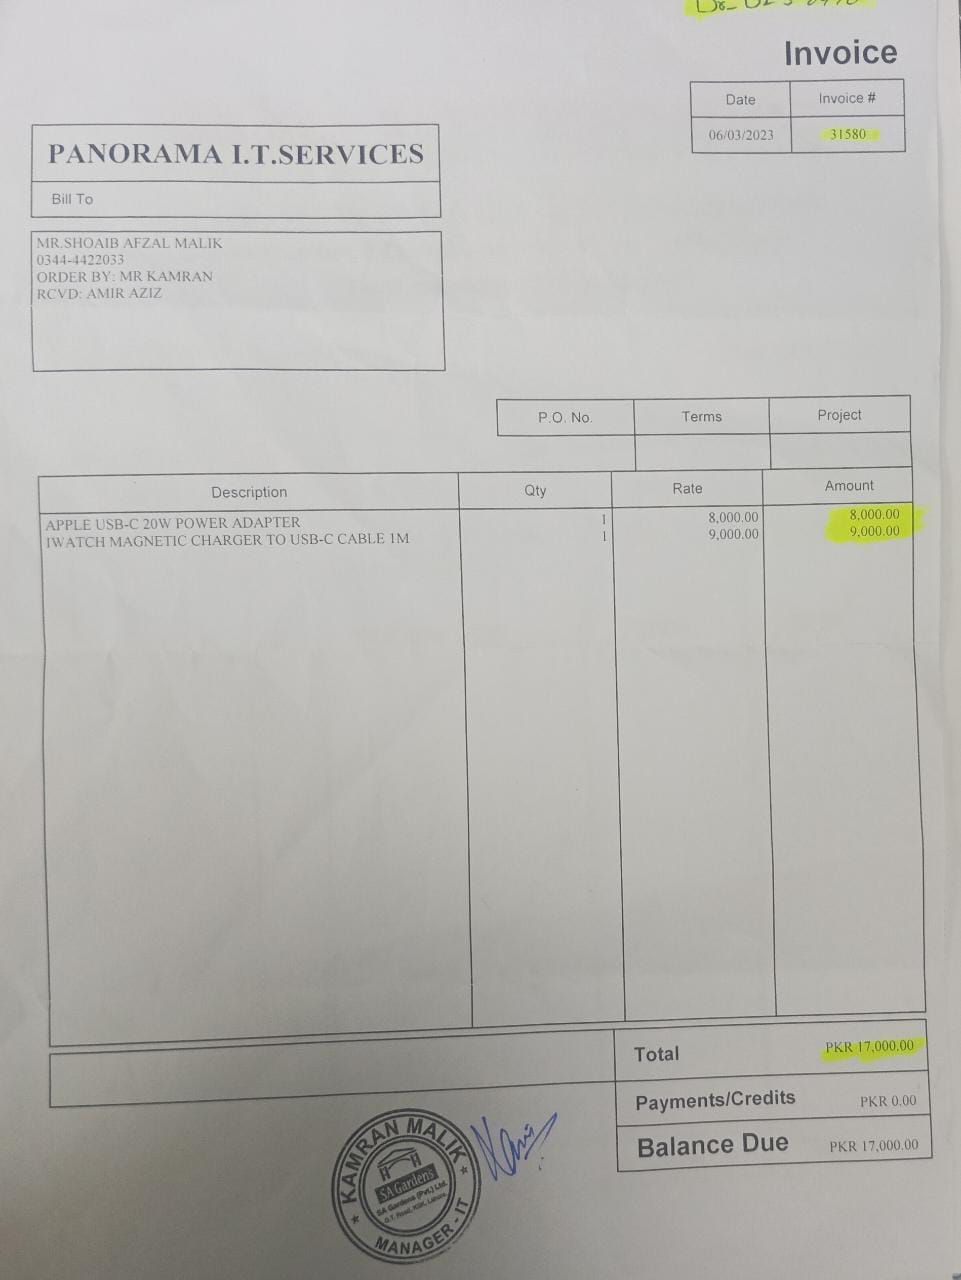 Invoice
Date Invoice #
06/03/2023 31580
PANORAMA I.T.SERVICES
Bill To
MR.SHOAIB AFZAL MALIK
0344-4422033
ORDER BY: MR KAMRAN
RCVD: AMIR AZIZ
P.O. No. Terms Project
Description Qty Rate Amount
APPLE USB-C 20W POWER ADAPTER 1 8,000.00 8,000.00
IWATCH MAGNETIC CHARGER TO USB-C CABLE 1M 1 9,000.00 9,000.00
Total PKR 17,000.00
Payments/Credits PKR 0.00
Balance Due PKR 17,000.00
KAMRAN MALIK
SA Gardens
SA Gardens (Pvt.) Ltd.
G.T. Road, KSK, Lahore.
MANAGER - IT